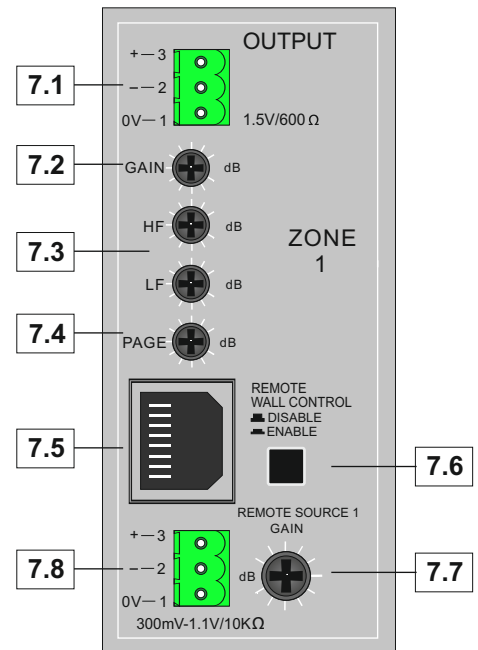 OUTPUT
+ — 3
7.1
-- — 2
0V — 1
1.5V/600 Ω
7.2
GAIN
dB
HF
dB
ZONE
1
7.3
LF
dB
7.4
PAGE
dB
REMOTE
WALL CONTROL
DISABLE
ENABLE
7.5
7.6
REMOTE SOURCE 1
GAIN
+ — 3
7.8
-- — 2
dB
7.7
0V — 1
300mV-1.1V/10KΩ